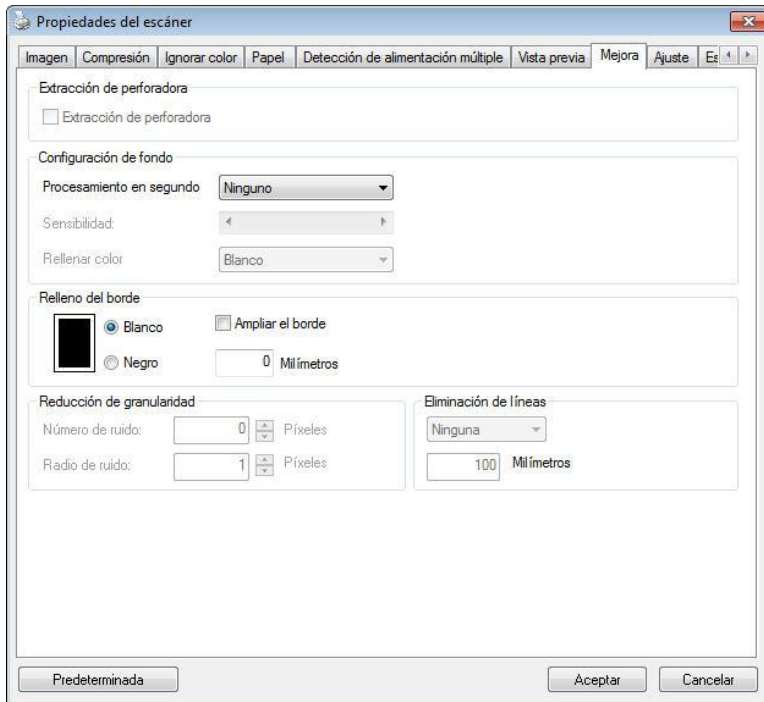 Propiedades del escáner
Imagen Compresión Ignorar color Papel Detección de alimentación múltiple Vista previa Mejora Ajuste Es
Extracción de perforadora
Extracción de perforadora
Configuración de fondo
Procesamiento en segundo Ninguno
Sensibilidad:
Rellenar color Blanco
Relleno del borde
Blanco Ampliar el borde
Negro 0 Milímetros
Reducción de granularidad Eliminación de líneas
Número de ruido: 0 Píxeles Ninguna
Radio de ruido: 1 Píxeles 100 Milímetros
Predeterminada Aceptar Cancelar